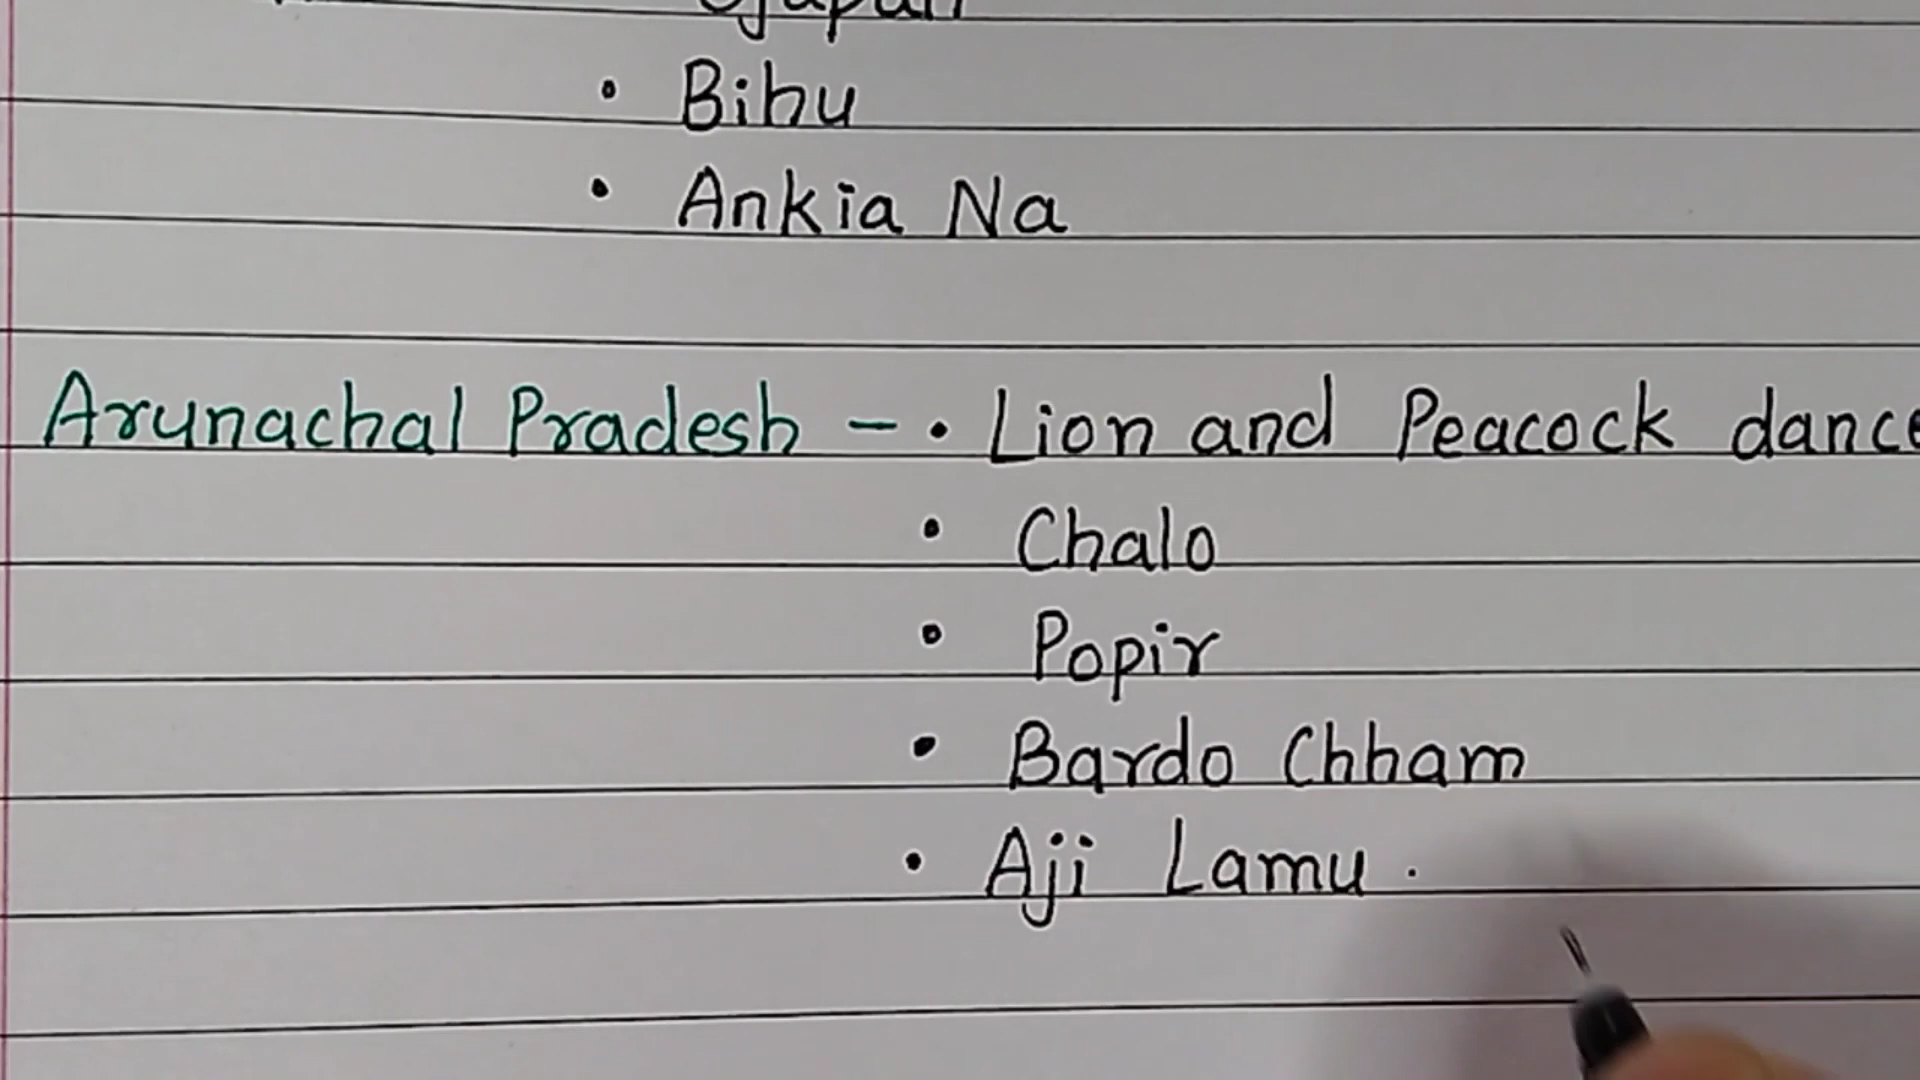 • Bihu
• Ankia Na
Arunachal Pradesh - • Lion and Peacock dance
• Chalo
• Popir
• Bardo Chham
• Aji Lamu .